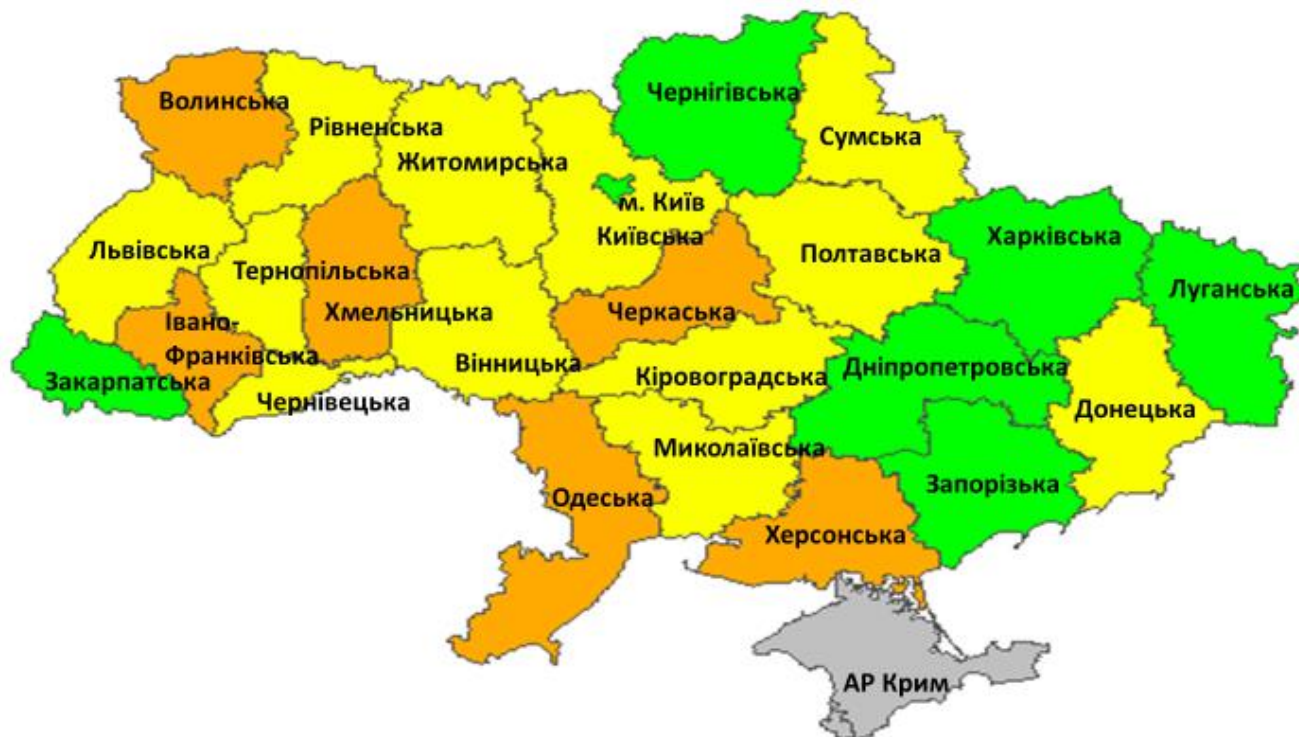 Чернігівська
Волинська
Рівненська
Сумська
Житомирська
м. Київ
Київська
Харківська
Львівська
Полтавська
Тернопільська
Луганська
Хмельницька
Черкаська
Івано-
Франківська
Вінницька
Дніпропетровська
Закарпатська
Кіровоградська
Чернівецька
Донецька
Миколаївська
Запорізька
Одеська
Херсонська
АР Крим